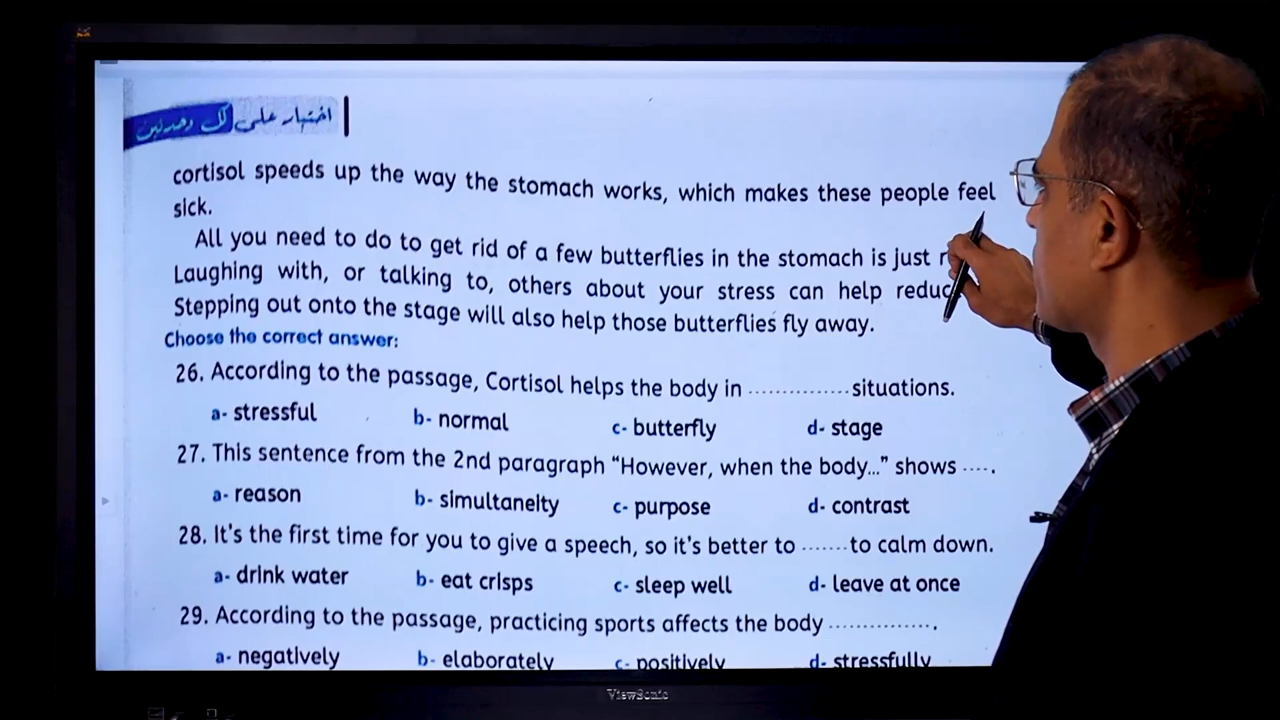 اختبار على كل وحدتين
cortisol speeds up the way the stomach works, which makes these people feel
sick.
All you need to do to get rid of a few butterflies in the stomach is just
Laughing with, or talking to, others about your stress can help
Stepping out onto the stage will also help those butterflies fly away.
Choose the correct answer:
26. According to the passage, Cortisol helps the body in .............. situations.
a- stressful b- normal c- butterfly d- stage
27. This sentence from the 2nd paragraph “However, when the body...” shows .... .
a- reason b- simultaneity c- purpose d- contrast
28. It's the first time for you to give a speech, so it's better to ....... to calm down.
a- drink water b- eat crisps c- sleep well d- leave at once
29. According to the passage, practicing sports affects the body ............... .
a- negatively b- elaborately c- positively d- stressfully
ViewSonic